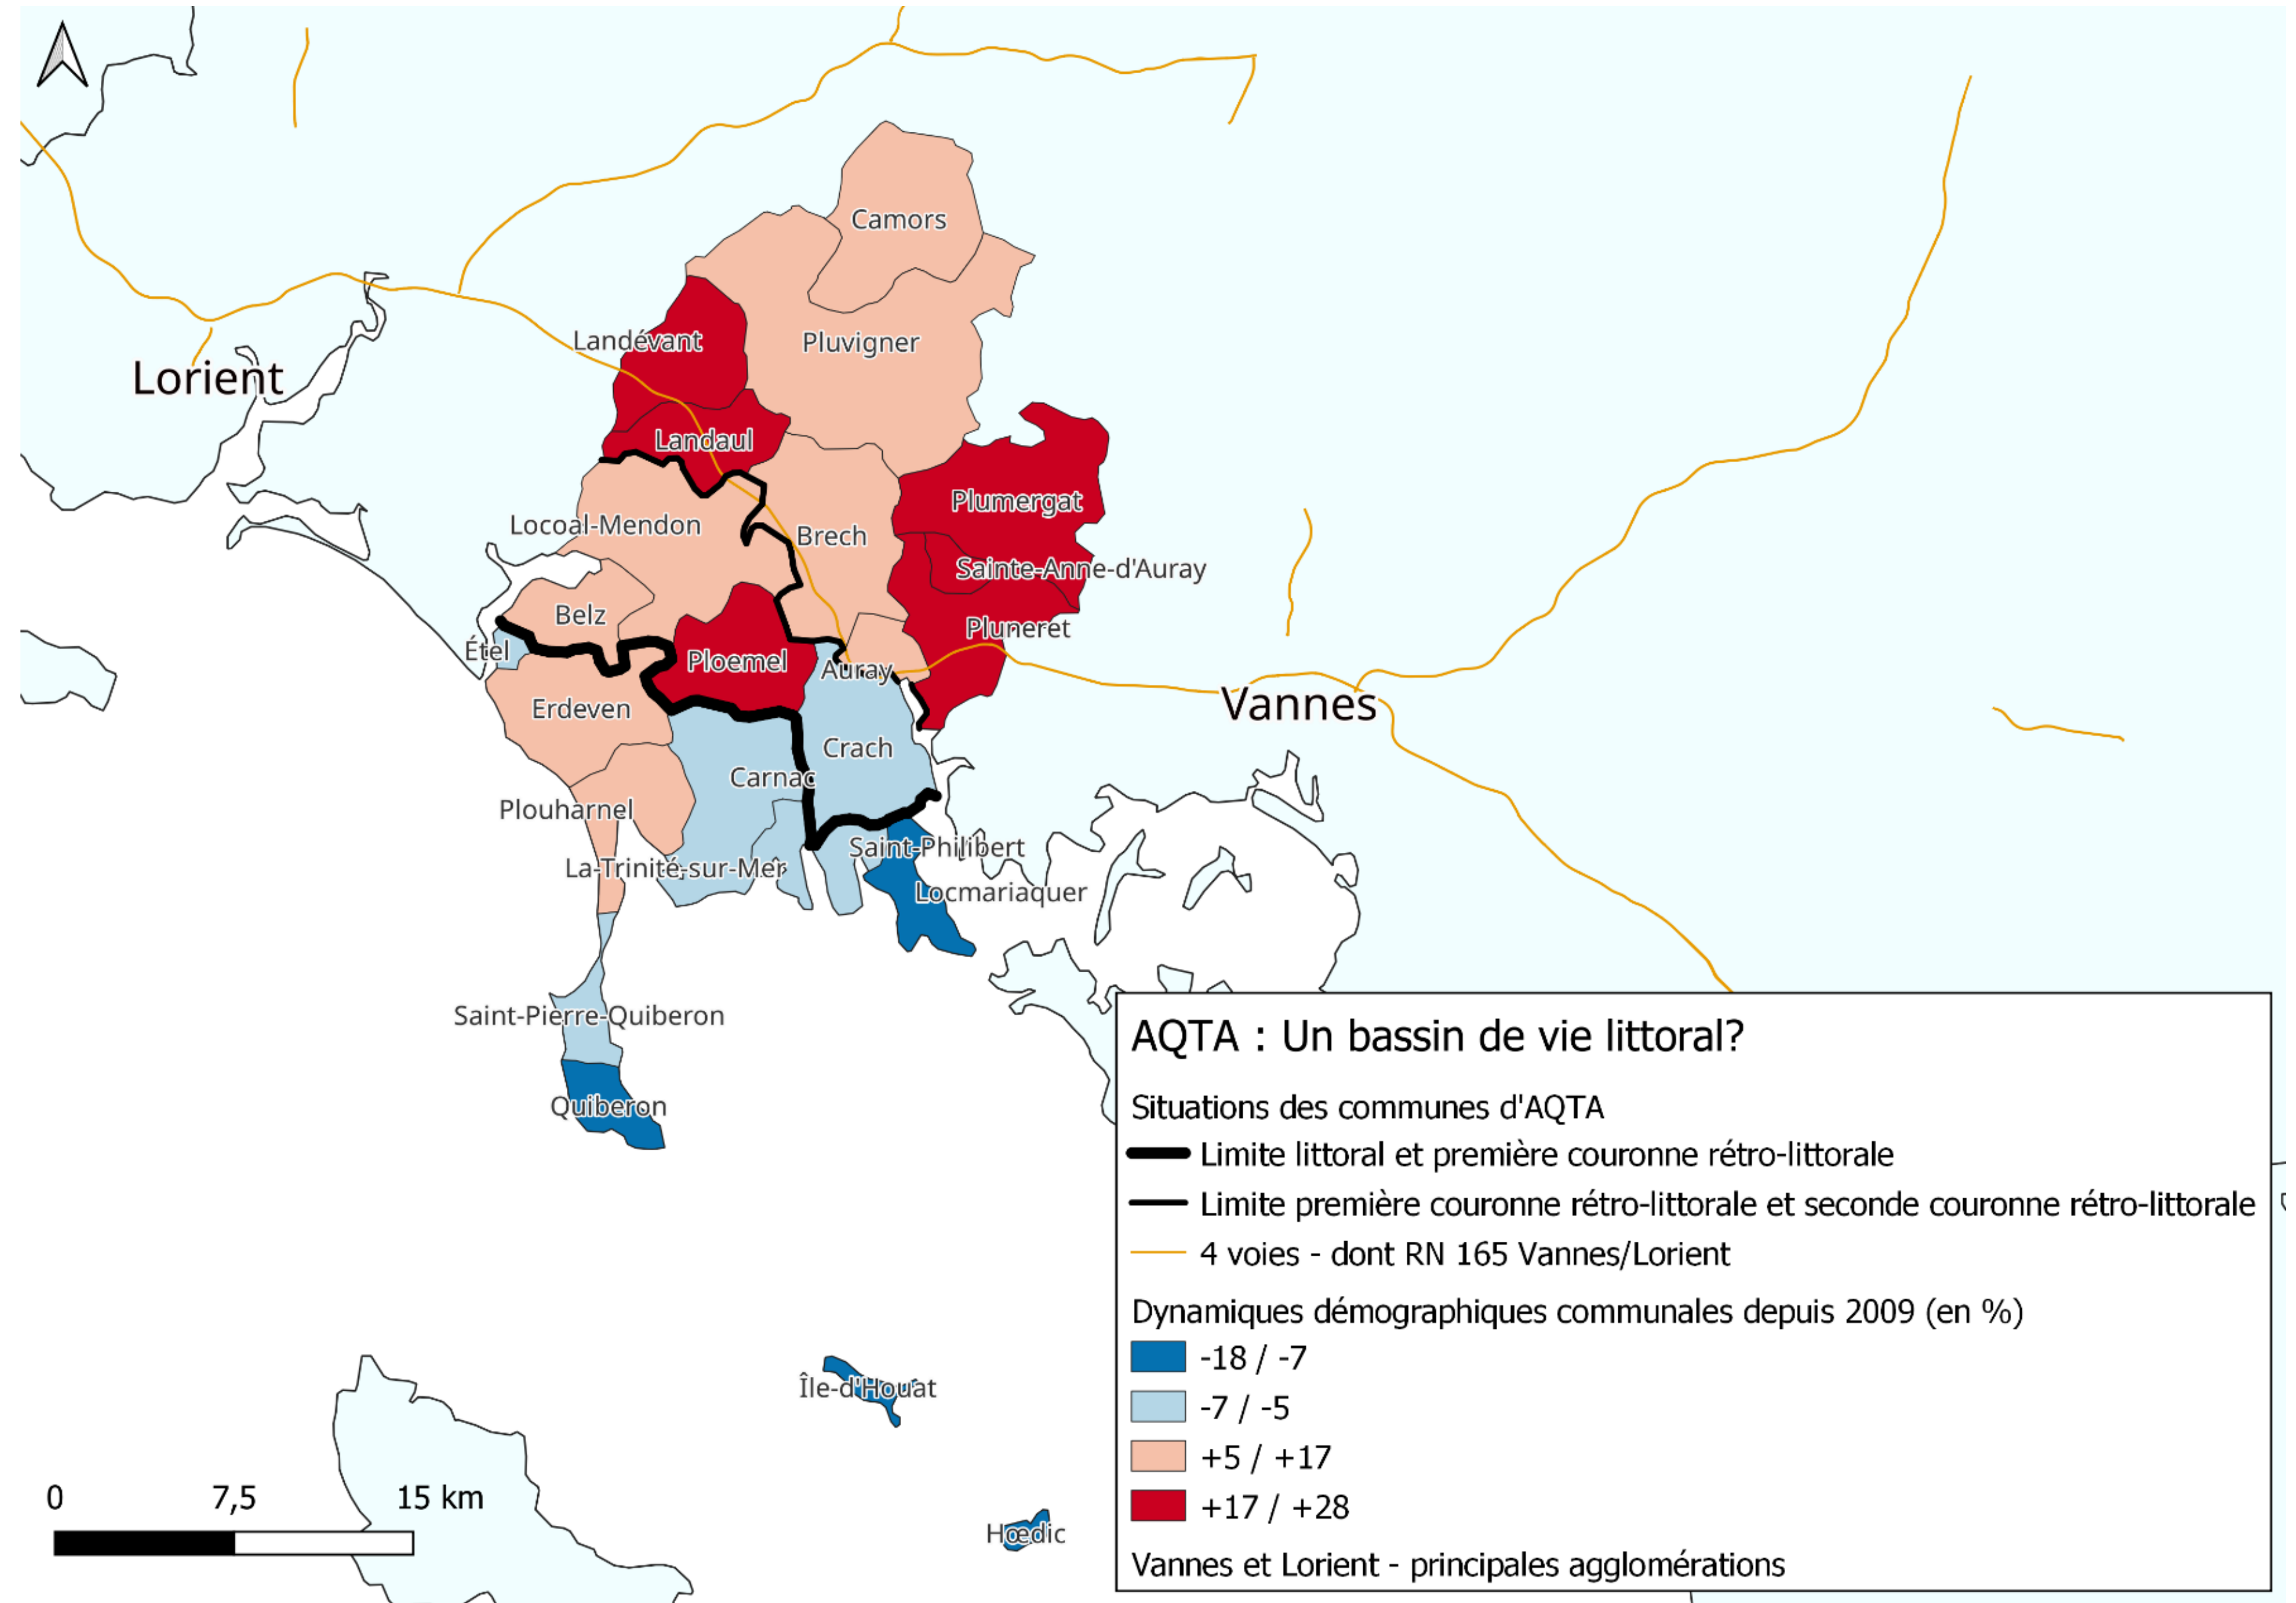 Camors
Landévant
Pluvigner
Lorient
Landaul
Plumergat
Locoal-Mendon
Brech
Sainte-Anne-d'Auray
Belz
Pluneret
Étel
Ploemel
Auray
Vannes
Erdeven
Crach
Carnac
Plouharnel
Saint-Philibert
La-Trinité-sur-Mer
Locmariaquer
Saint-Pierre-Quiberon
Quiberon
Île-d'Houat
Hœdic
0 7,5 15 km
AQTA : Un bassin de vie littoral?
Situations des communes d'AQTA
Limite littoral et première couronne rétro-littorale
Limite première couronne rétro-littorale et seconde couronne rétro-littorale
4 voies - dont RN 165 Vannes/Lorient
Dynamiques démographiques communales depuis 2009 (en %)
-18 / -7
-7 / -5
+5 / +17
+17 / +28
Vannes et Lorient - principales agglomérations